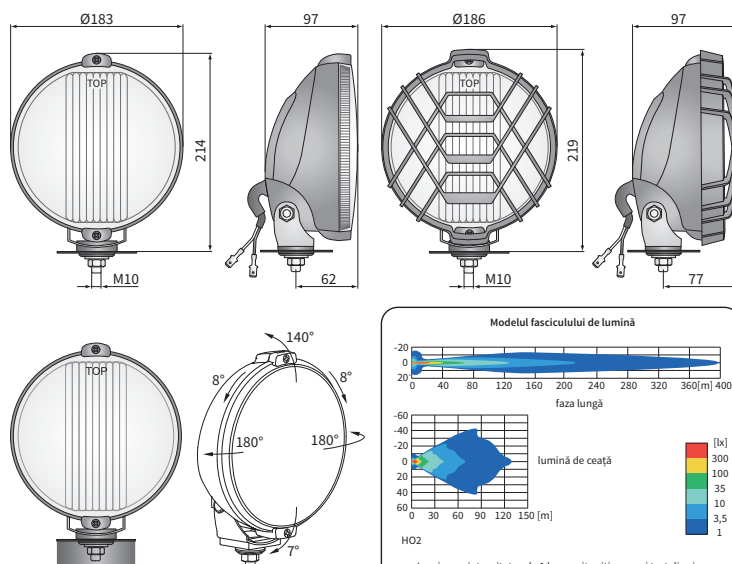 Ø183
97
Ø186
97
TOP
214
TOP
219
M10
62
M10
77
TOP
140°
8°
8°
180°
180°
7°
Modelul fasciculului de lumină
-20
0
20
0 40 80 120 160 200 240 280 360[m] 400
faza lungă
-60
-40
-20
0
20
40
60
0 30 60 90 120 150 [m]
lumină de ceață
[lx]
300
100
35
10
3,5
1
HO2